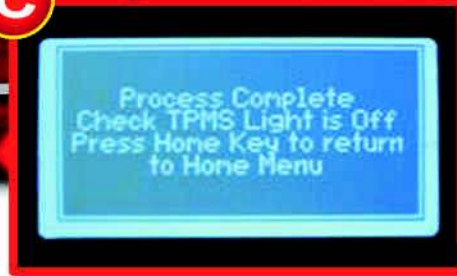 C
Process Complete
Check TPMS Light is Off
Press Home Key to return
to Home Menu